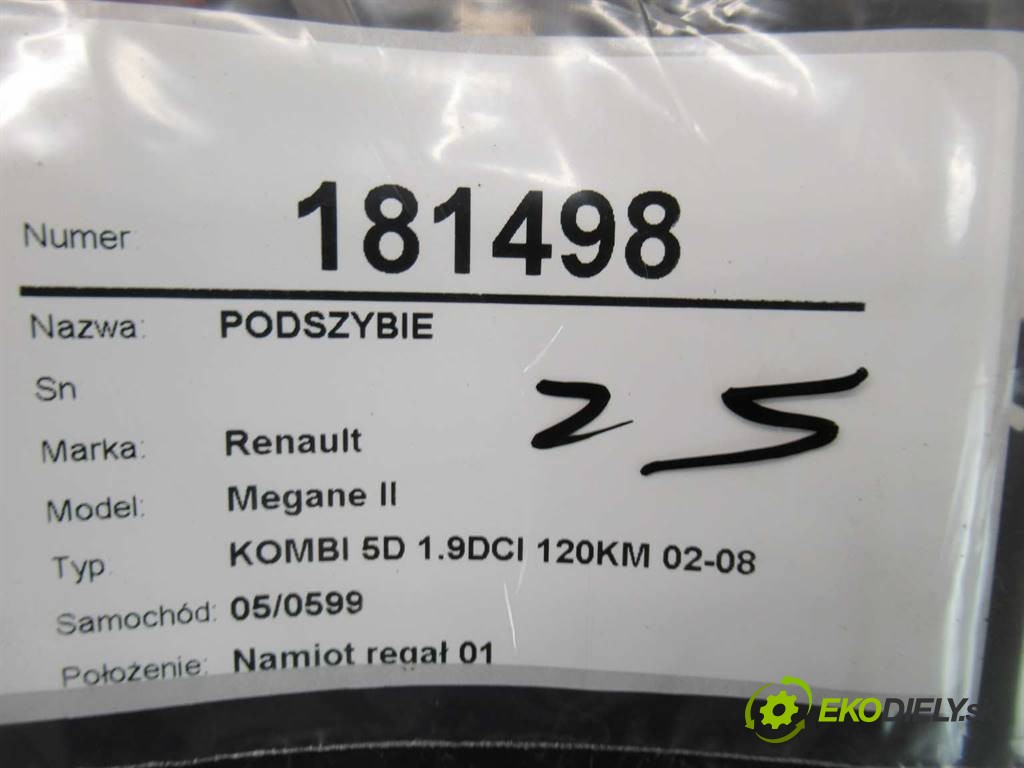 Numer: 181498
Nazwa: PODSZYBIE
Sn
25
Marka: Renault
Model: Megane II
Typ KOMBI 5D 1.9DCI 120KM 02-08
Samochód: 05/0599
Położenie: Namiot regał 01
EKODIELY.s